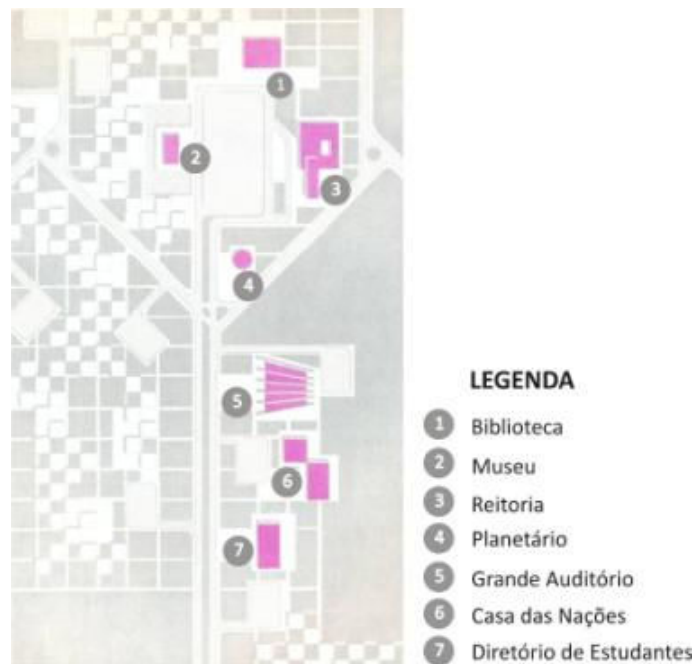 1
2
3
4
5
6
7
LEGENDA
1 Biblioteca
2 Museu
3 Reitoria
4 Planetário
5 Grande Auditório
6 Casa das Nações
7 Diretório de Estudantes